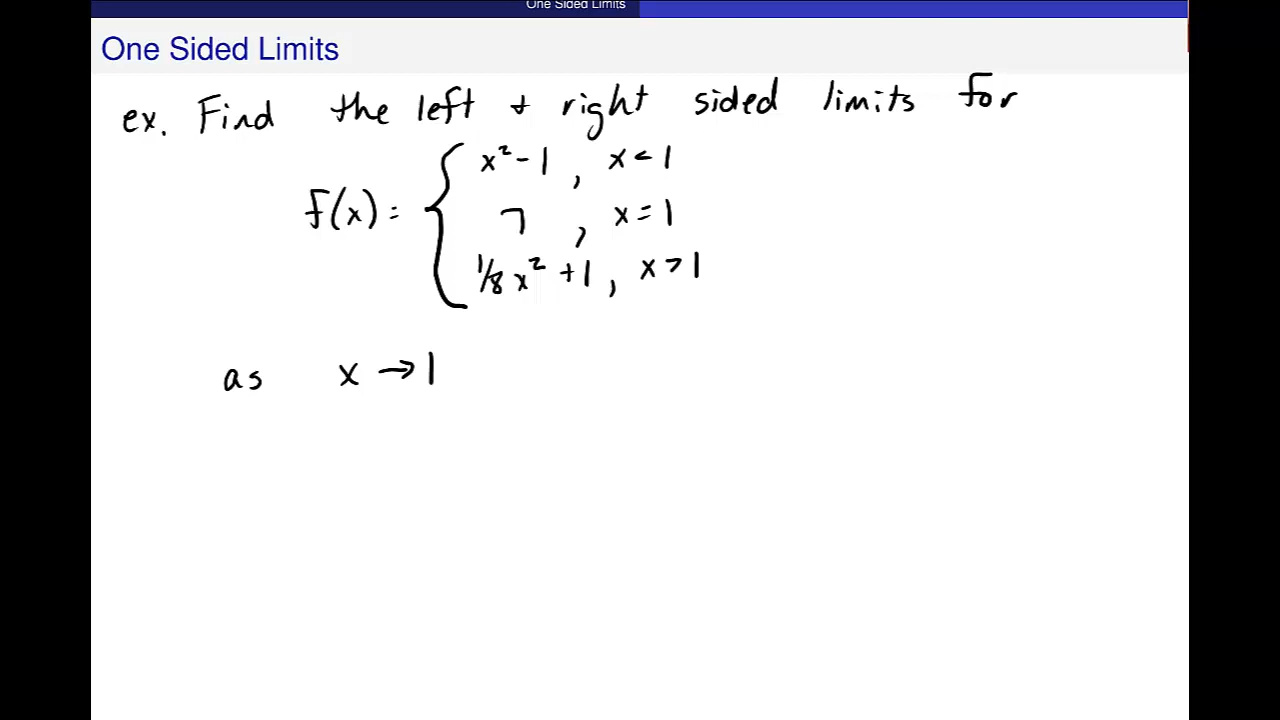 One Sided Limits
One Sided Limits
ex. Find the left + right sided limits for
f(x) = { x² - 1 , x < 1
7 , x = 1
1/8 x² + 1 , x > 1
as x → 1